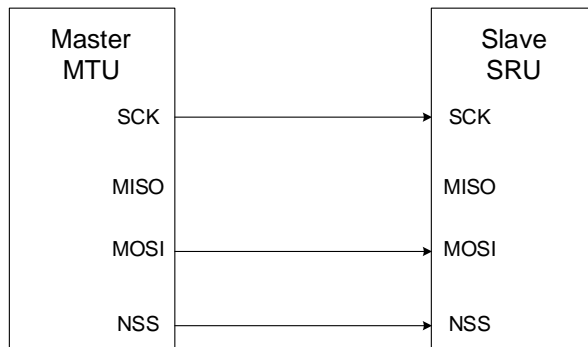 Master
MTU
Slave
SRU
SCK
SCK
MISO
MISO
MOSI
MOSI
NSS
NSS